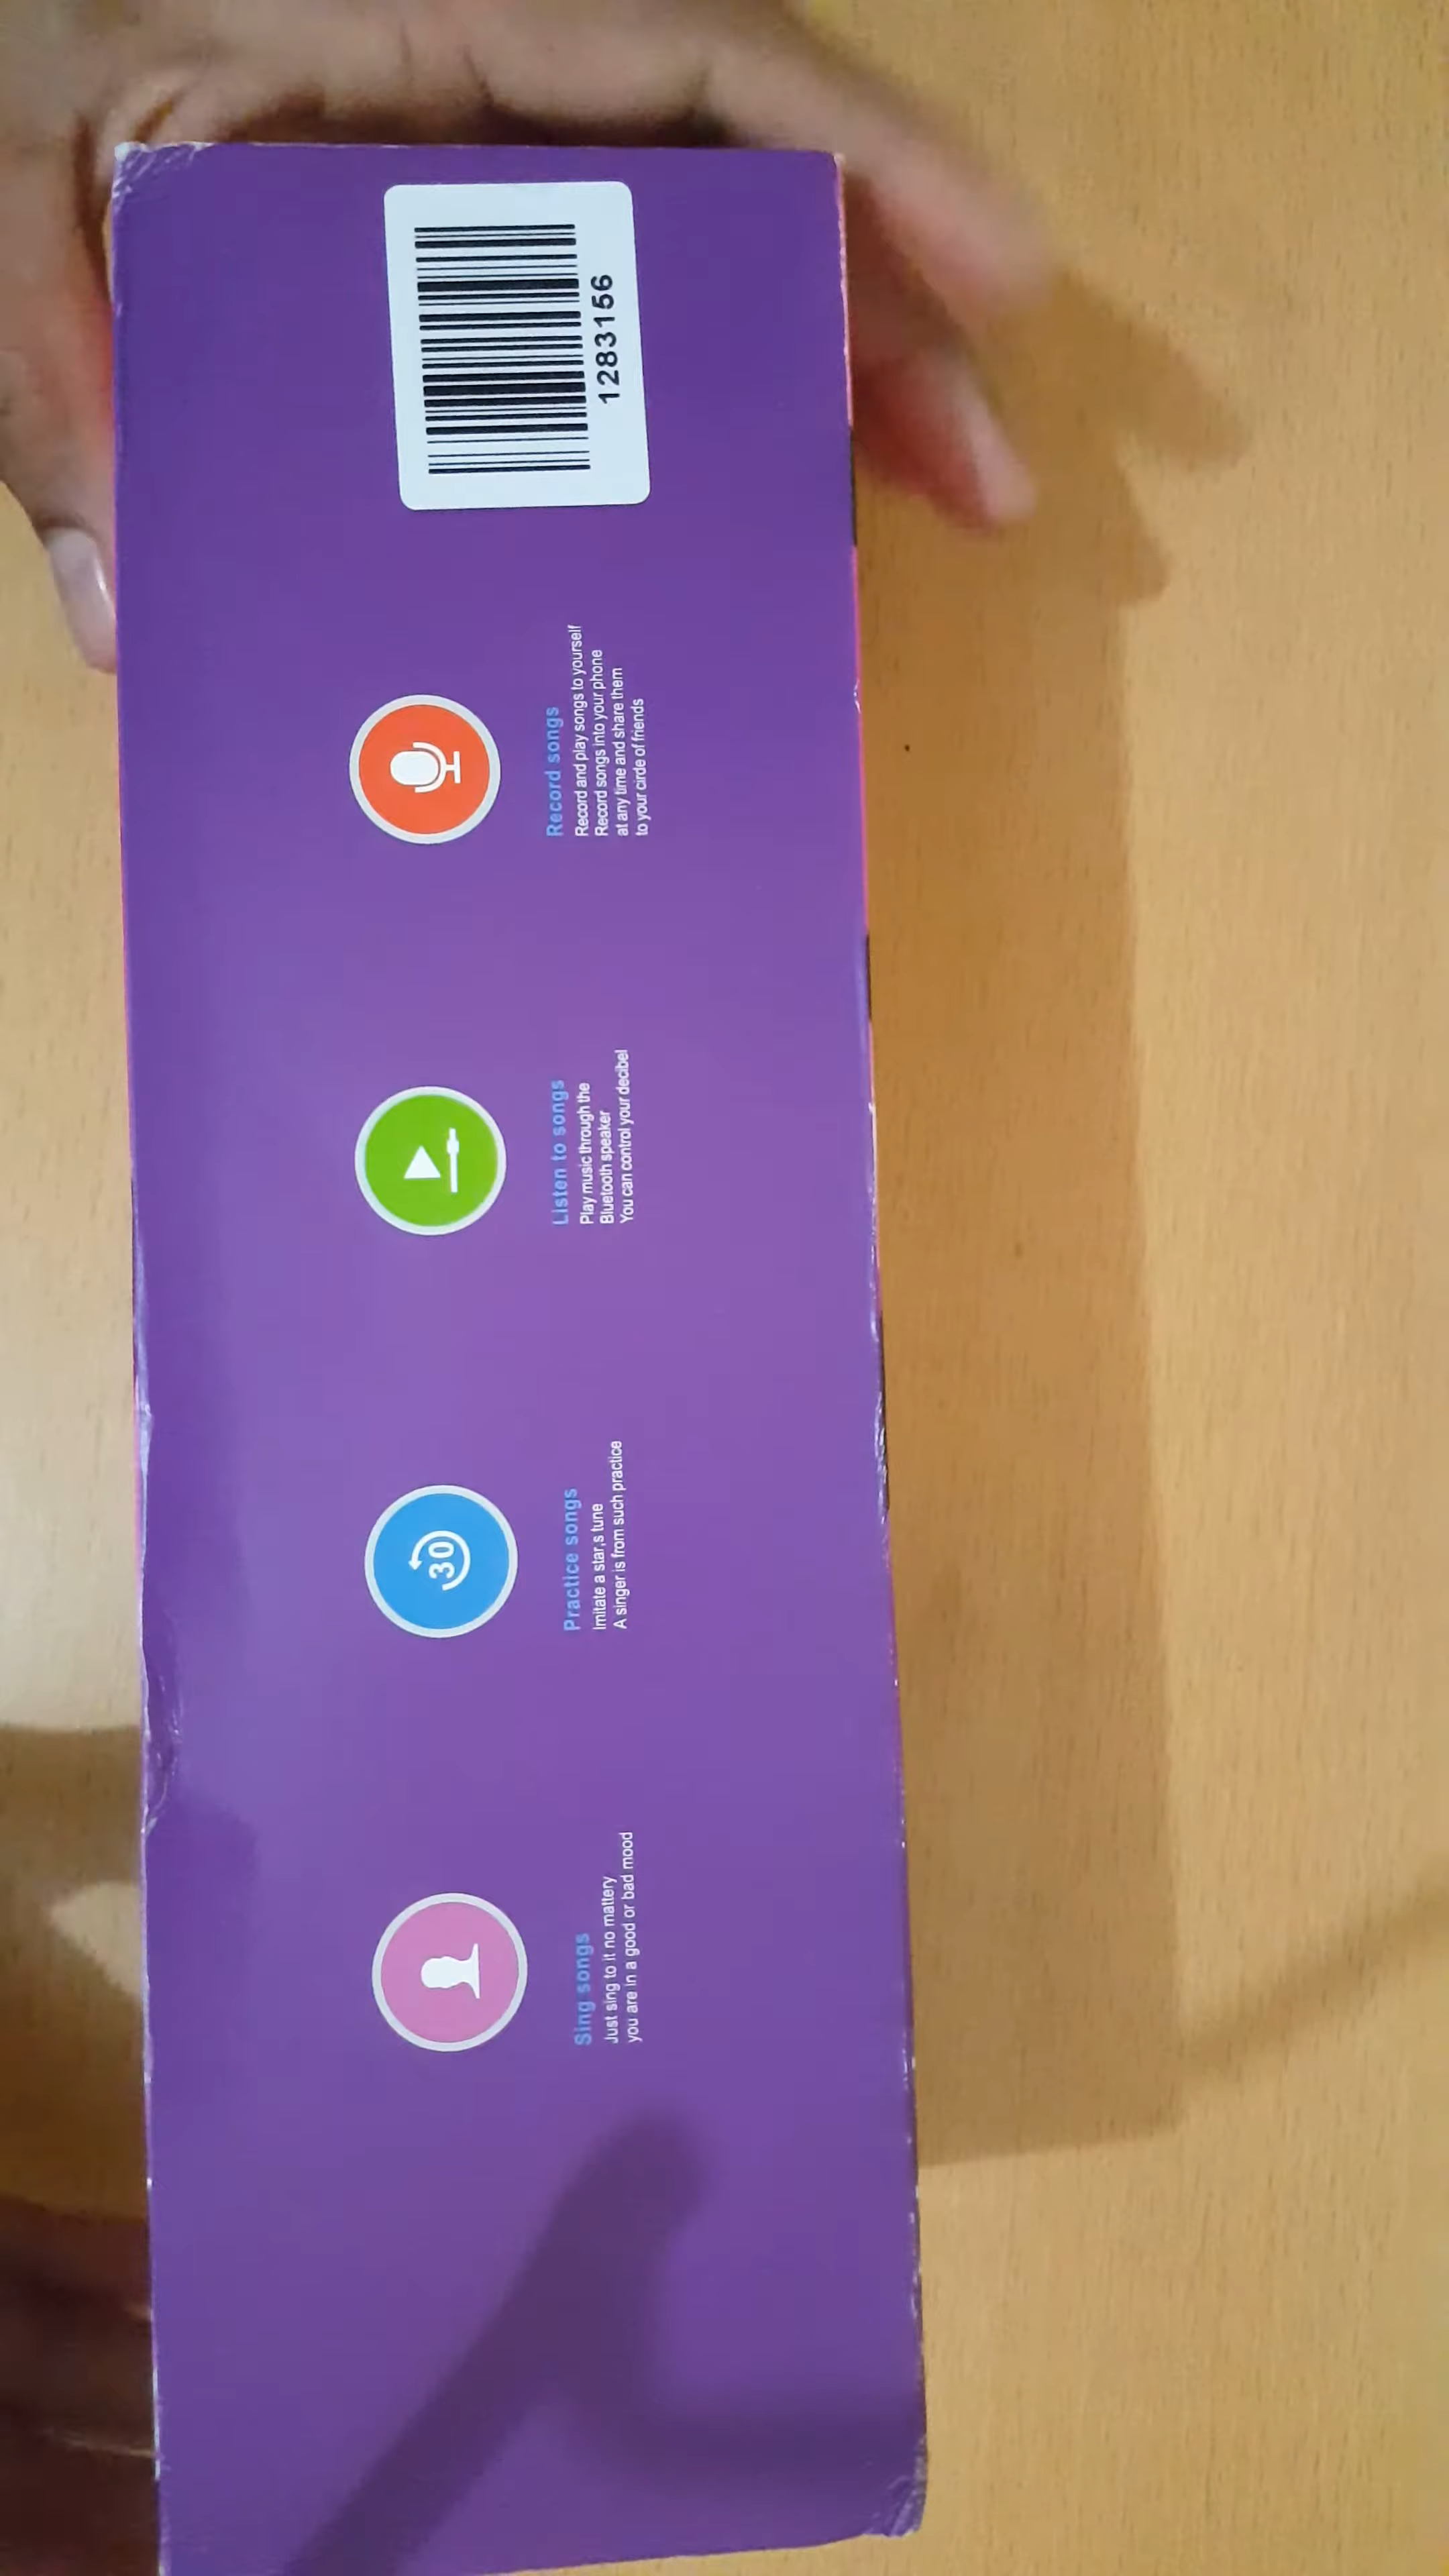 Sing songs
Just sing to it no mattery
you are in a good or bad mood
30
Practice songs
Imitate a star,s tune
A singer is from such practice
Listen to songs
Play music through the
Bluetooth speaker
You can control your decibel
Record songs
Record and play songs to yourself
Record songs into your phone
at any time and share them
to your circle of friends
1283156